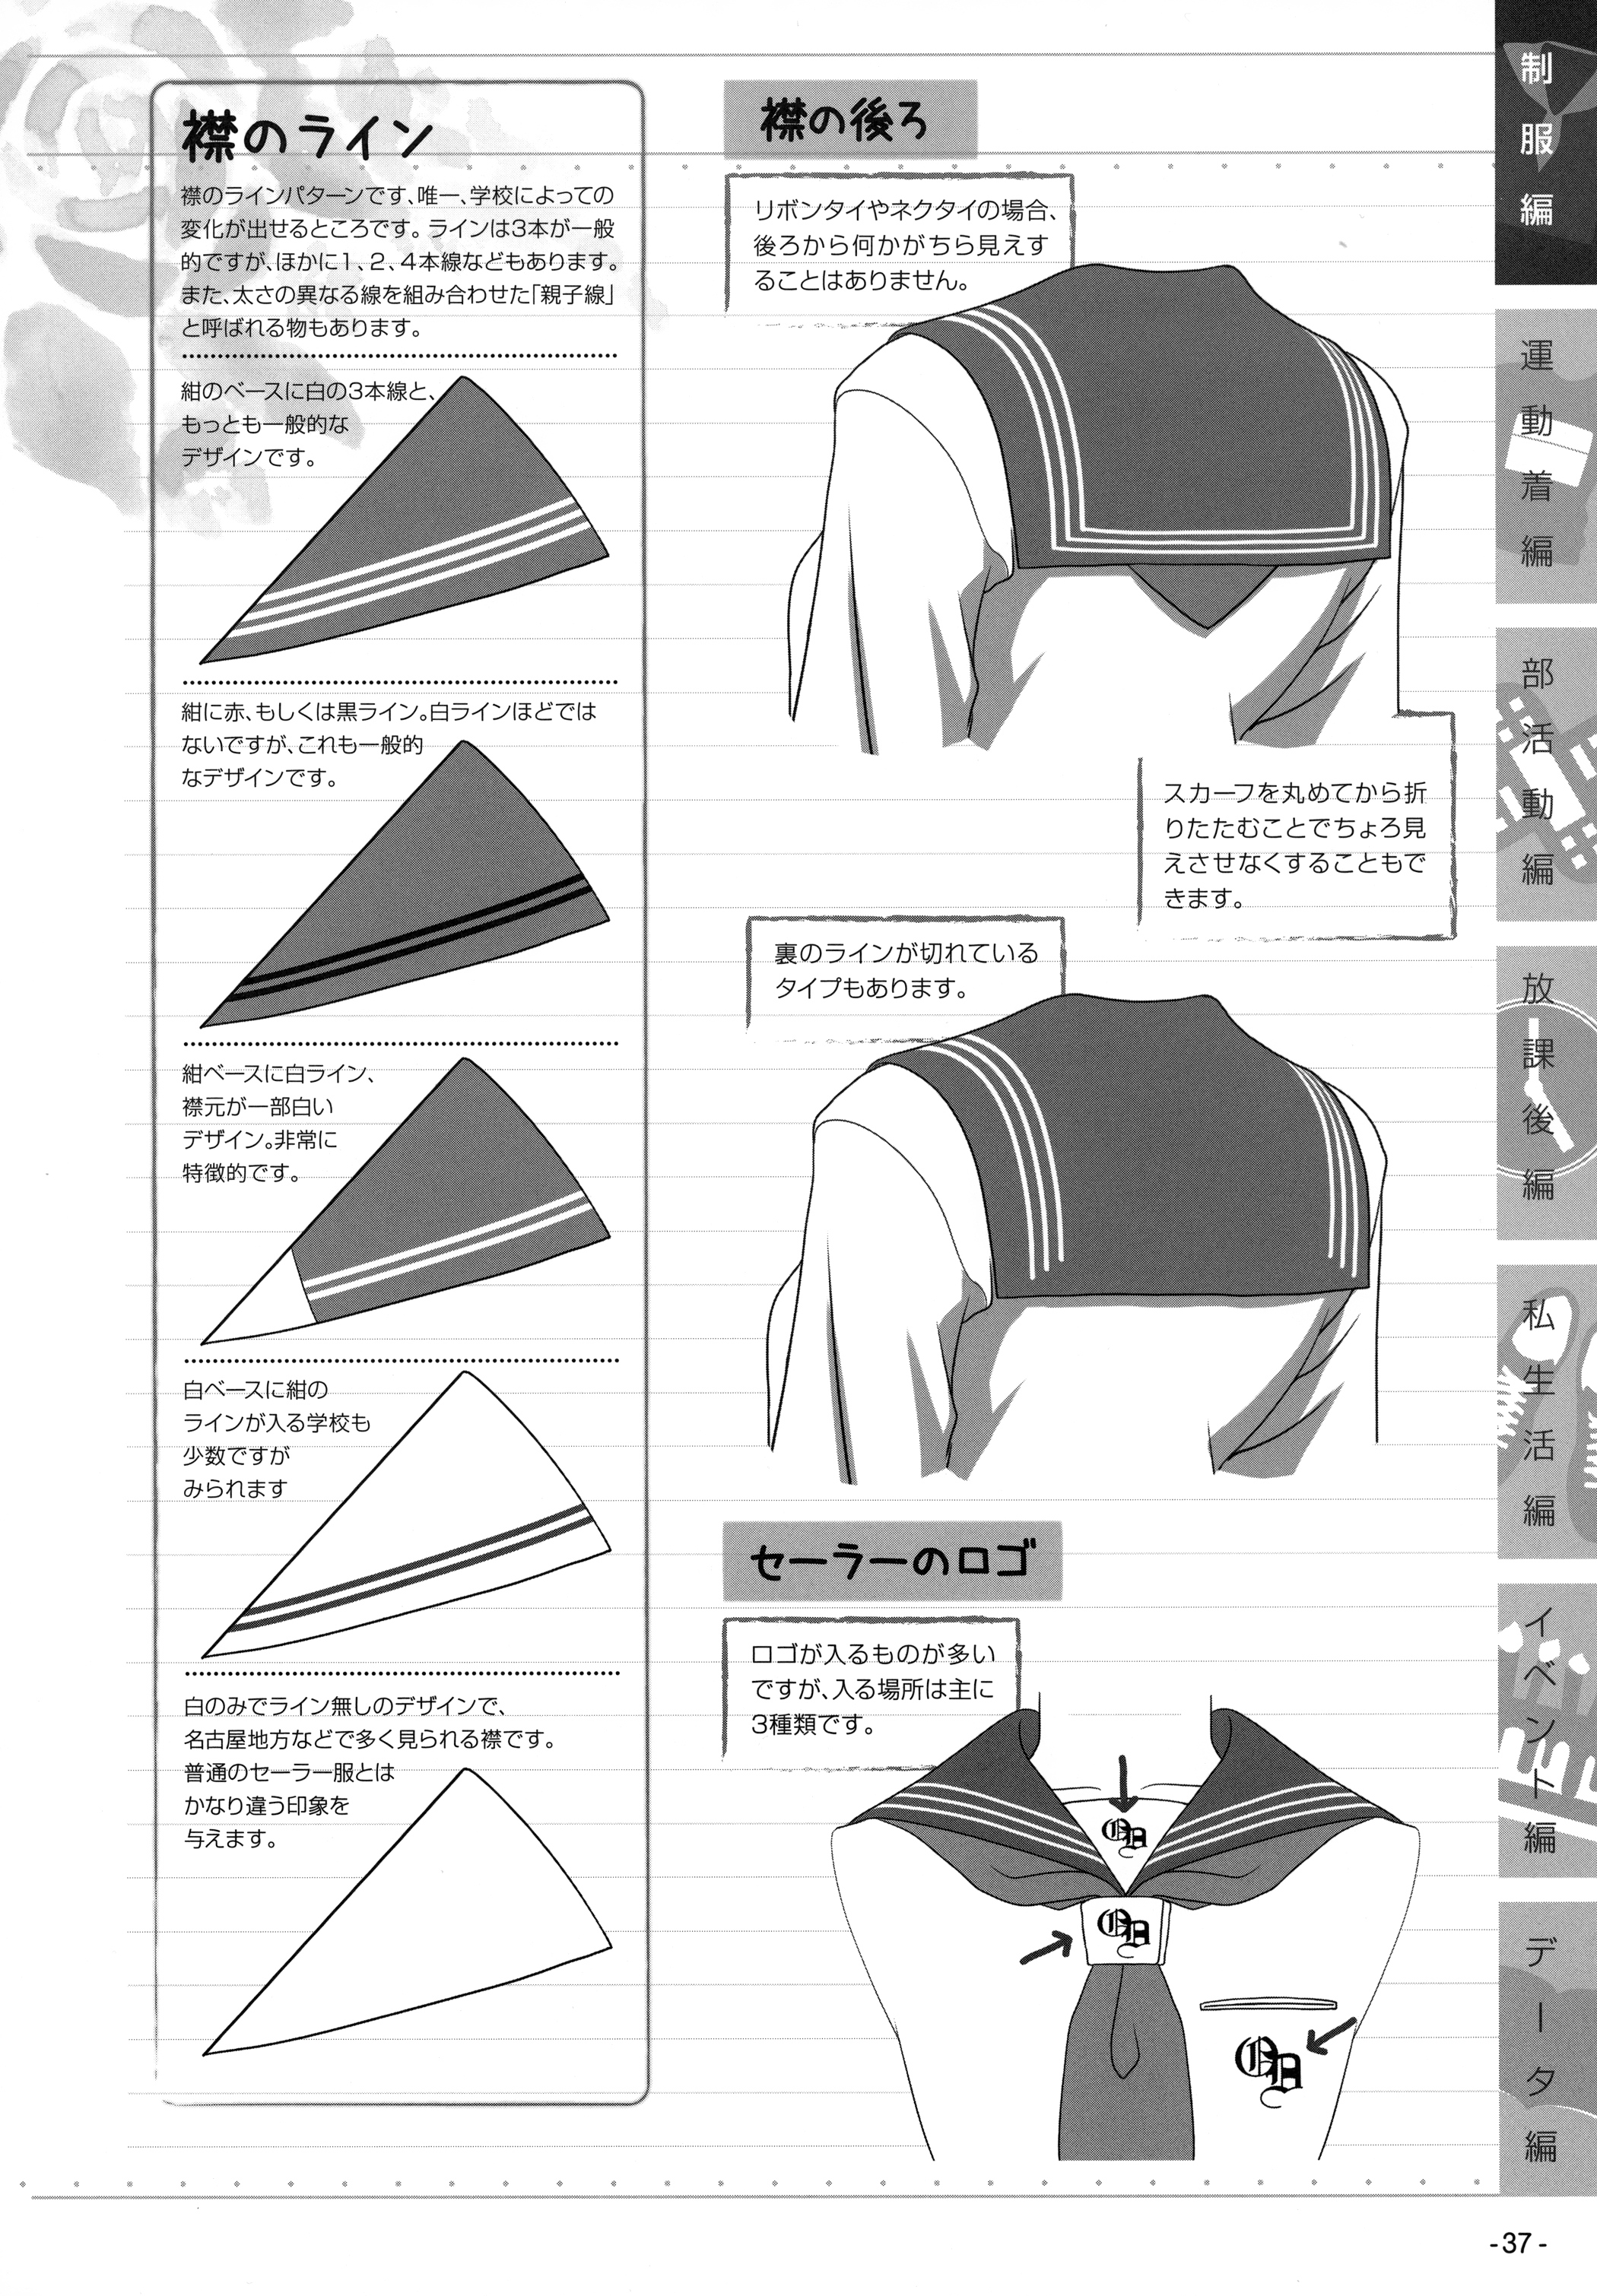 襟のライン
襟のラインパターンです、唯一、学校によっての
変化が出せるところです。ラインは3本が一般
的ですが、ほかに1、2、4本線などもあります。
また、太さの異なる線を組み合わせた「親子線」
と呼ばれる物もあります。
紺のベースに白の3本線と、
もっとも一般的な
デザインです。
紺に赤、もしくは黒ライン。白ラインほどでは
ないですが、これも一般的
なデザインです。
紺ベースに白ライン、
襟元が一部白い
デザイン。非常に
特徴的です。
白ベースに紺の
ラインが入る学校も
少数ですが
みられます
白のみでライン無しのデザインで、
名古屋地方などで多く見られる襟です。
普通のセーラー服とは
かなり違う印象を
与えます。
襟の後ろ
リボンタイやネクタイの場合、
後ろから何かがちら見えす
ることはありません。
スカーフを丸めてから折
りたたむことでちょろ見
えさせなくすることもで
きます。
裏のラインが切れている
タイプもあります。
セーラーのロゴ
ロゴが入るものが多い
ですが、入る場所は主に
3種類です。
制服編
運動着編
部活動編
放課後編
私生活編
イベント編
データ編
-37-